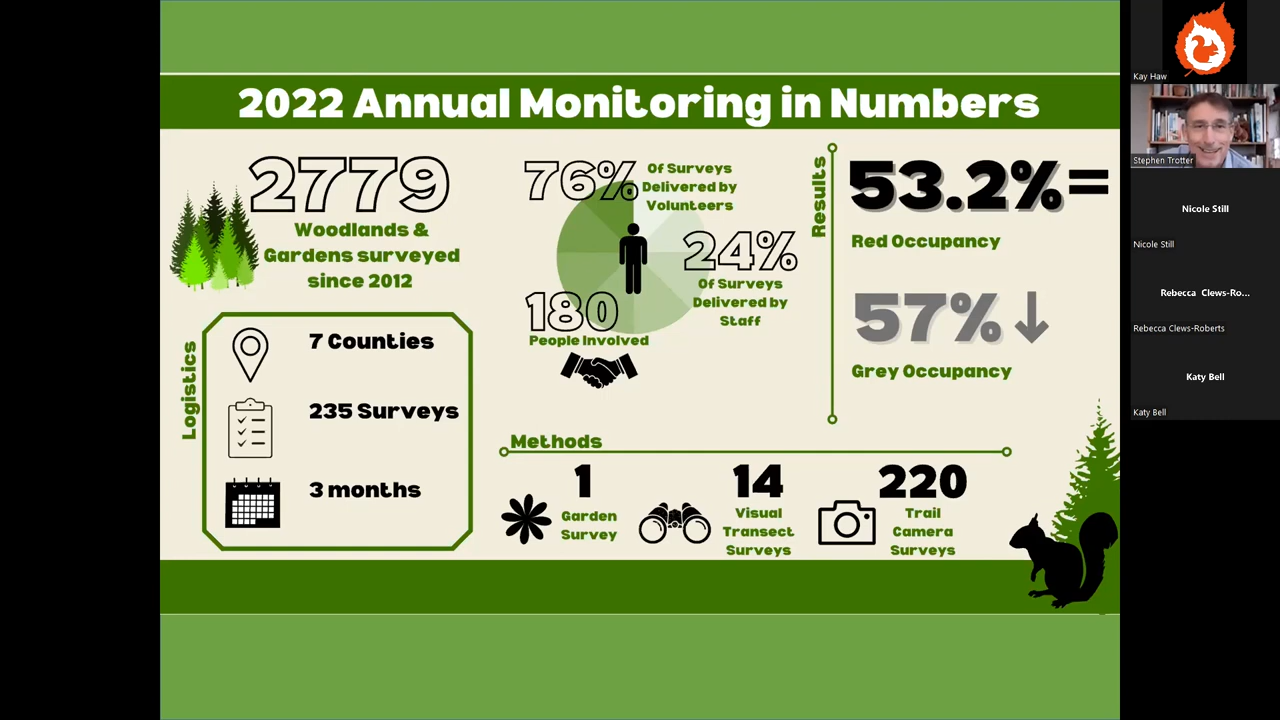 2022 Annual Monitoring in Numbers
2779
Woodlands &
Gardens surveyed
since 2012
Logistics
7 Counties
235 Surveys
3 months
76%
Of Surveys
Delivered by
Volunteers
24%
Of Surveys
Delivered by
Staff
180
People Involved
Results
53.2%=
Red Occupancy
57%↓
Grey Occupancy
Methods
1
Garden
Survey
14
Visual
Transect
Surveys
220
Trail
Camera
Surveys
Kay Haw
Stephen Trotter
Nicole Still
Nicole Still
Rebecca Clews-Ro...
Rebecca Clews-Roberts
Katy Bell
Katy Bell